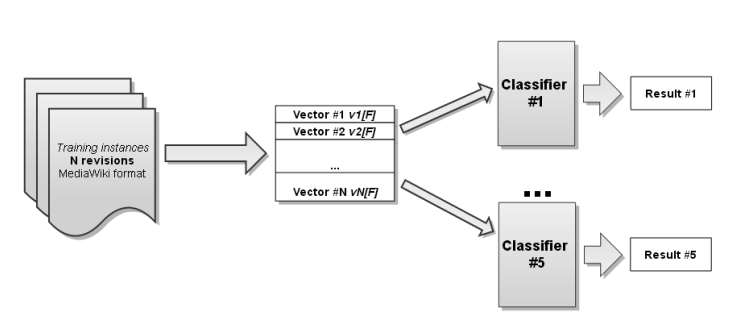 Training instances
N revisions
MediaWiki format
Vector #1 v1[F]
Vector #2 v2[F]
...
Vector #N vN[F]
Classifier
#1
Result #1
...
Classifier
#5
Result #5